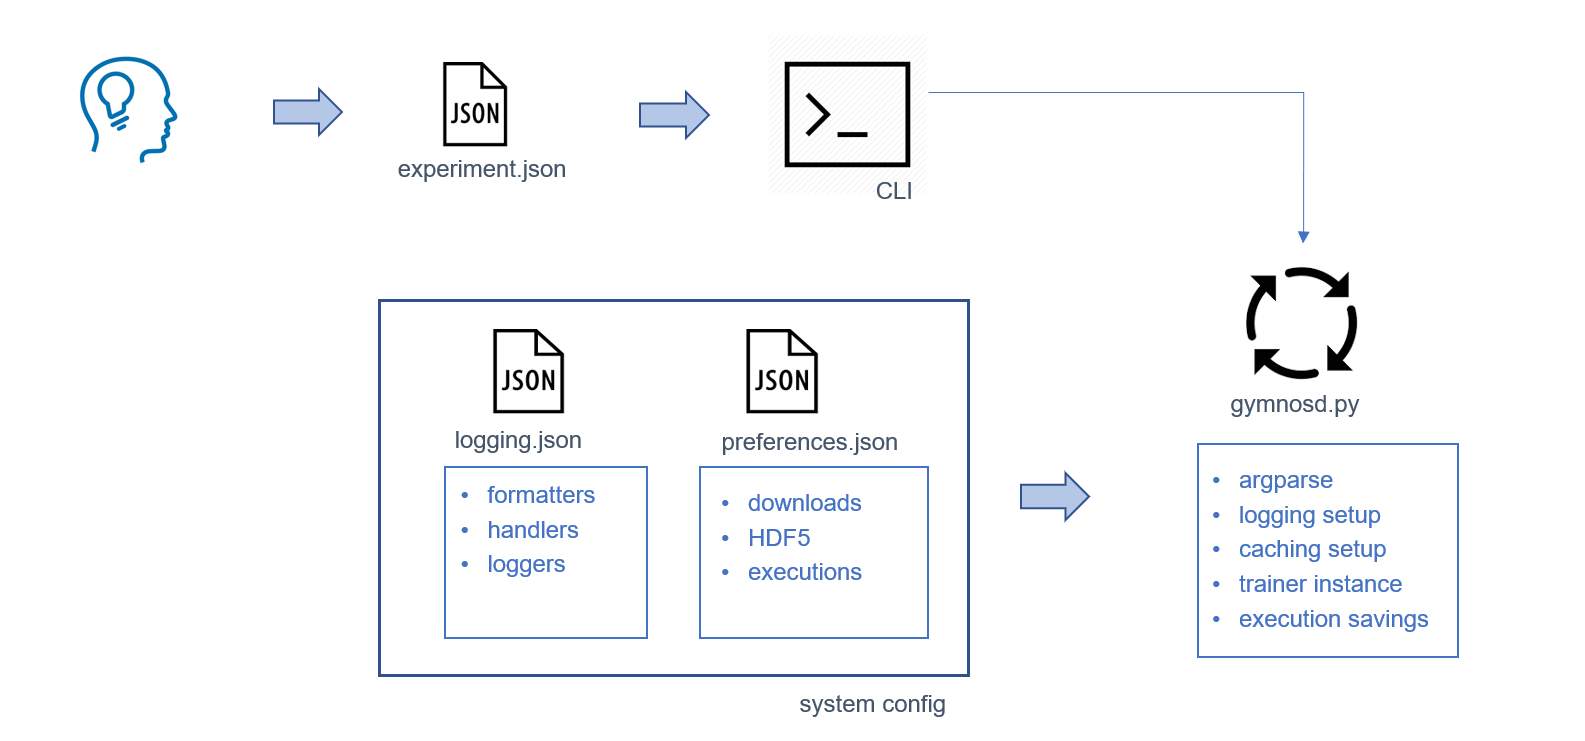 JSON
experiment.json
>_
CLI
JSON
logging.json
• formatters
• handlers
• loggers
JSON
preferences.json
• downloads
• HDF5
• executions
system config
gymnosd.py
• argparse
• logging setup
• caching setup
• trainer instance
• execution savings